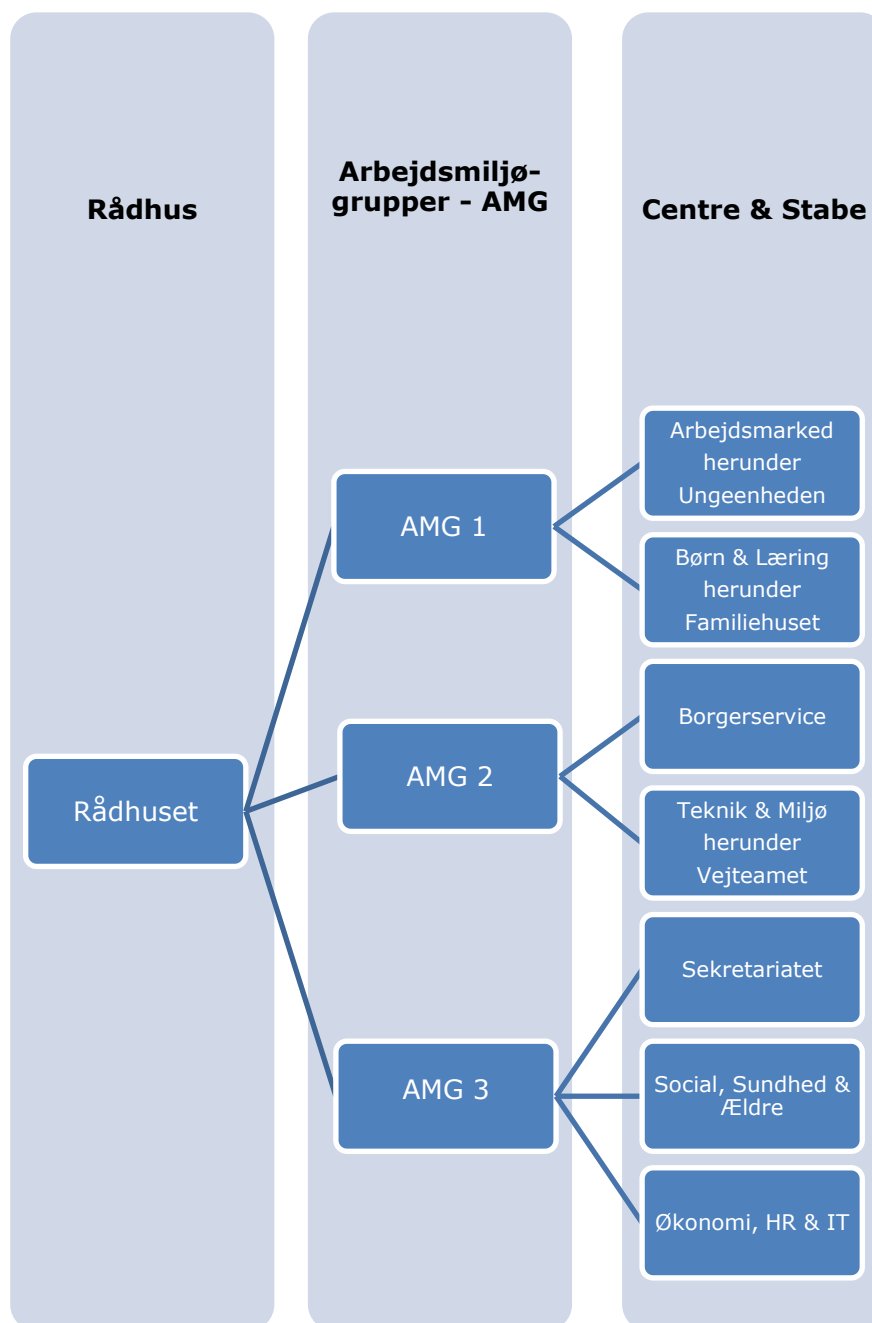 Rådhus
Arbejdsmiljø-
grupper - AMG
Centre & Stabe
Rådhuset
AMG 1
AMG 2
AMG 3
Arbejdsmarked
herunder
Ungeenheden
Børn & Læring
herunder
Familiehuset
Borgerservice
Teknik & Miljø
herunder
Vejteamet
Sekretariatet
Social, Sundhed &
Ældre
Økonomi, HR & IT